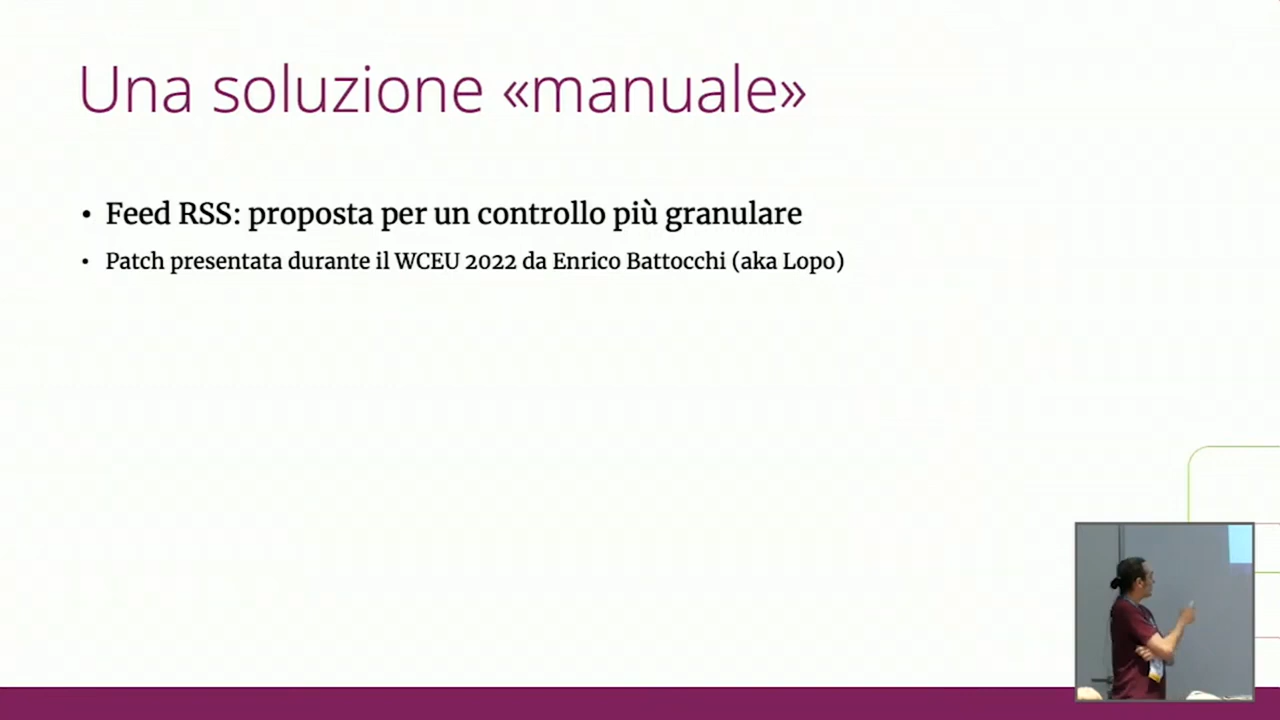 Una soluzione «manuale»
• Feed RSS: proposta per un controllo più granulare
• Patch presentata durante il WCEU 2022 da Enrico Battocchi (aka Lopo)